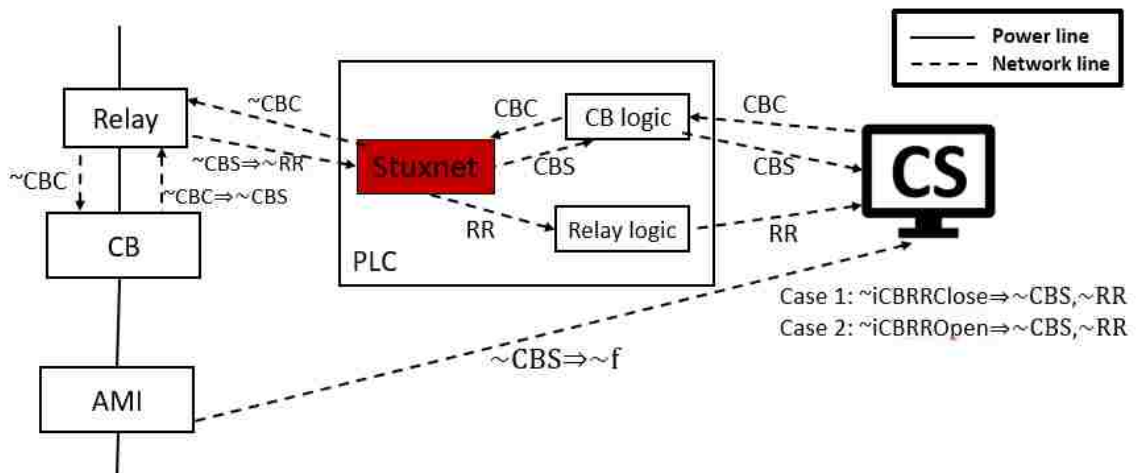 Power line
Network line
~CBC
Relay
~CBS⇒~RR
~CBC
~CBC⇒~CBS
CB
AMI
CBC
CB logic
CBC
Stuxnet
CBS
CBS
CS
RR
Relay logic
RR
PLC
Case 1: ~iCBRRClose⇒~CBS,~RR
Case 2: ~iCBRROpen⇒~CBS,~RR
~CBS⇒~f